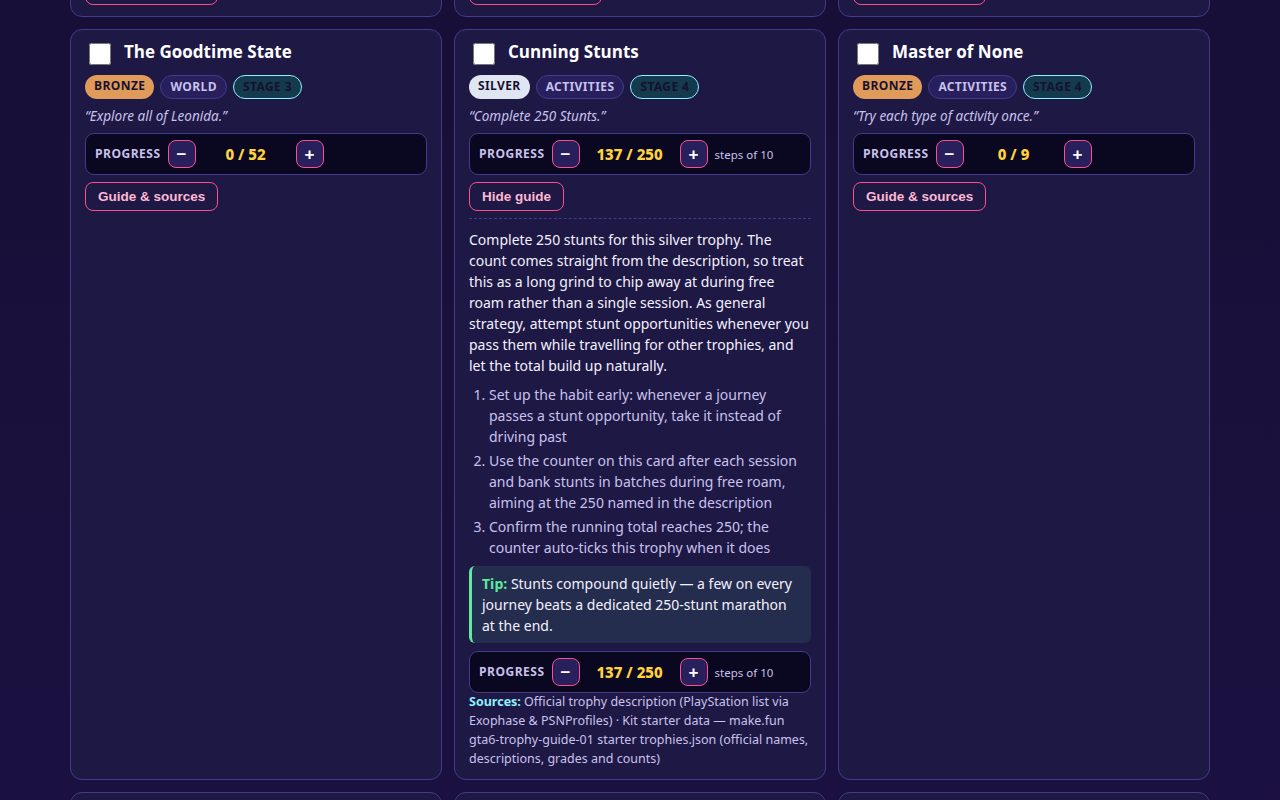 The Goodtime State
BRONZE WORLD STAGE 3
“Explore all of Leonida.”
PROGRESS − 0 / 52 +
Guide & sources
Cunning Stunts
SILVER ACTIVITIES STAGE 4
“Complete 250 Stunts.”
PROGRESS − 137 / 250 + steps of 10
Hide guide
Complete 250 stunts for this silver trophy. The
count comes straight from the description, so treat
this as a long grind to chip away at during free
roam rather than a single session. As general
strategy, attempt stunt opportunities whenever you
pass them while travelling for other trophies, and
let the total build up naturally.
1. Set up the habit early: whenever a journey
passes a stunt opportunity, take it instead of
driving past
2. Use the counter on this card after each session
and bank stunts in batches during free roam,
aiming at the 250 named in the description
3. Confirm the running total reaches 250; the
counter auto-ticks this trophy when it does
Tip: Stunts compound quietly — a few on every
journey beats a dedicated 250-stunt marathon
at the end.
PROGRESS − 137 / 250 + steps of 10
Sources: Official trophy description (PlayStation list via
Exophase & PSNProfiles) · Kit starter data — make.fun
gta6-trophy-guide-01 starter trophies.json (official names,
descriptions, grades and counts)
Master of None
BRONZE ACTIVITIES STAGE 4
“Try each type of activity once.”
PROGRESS − 0 / 9 +
Guide & sources